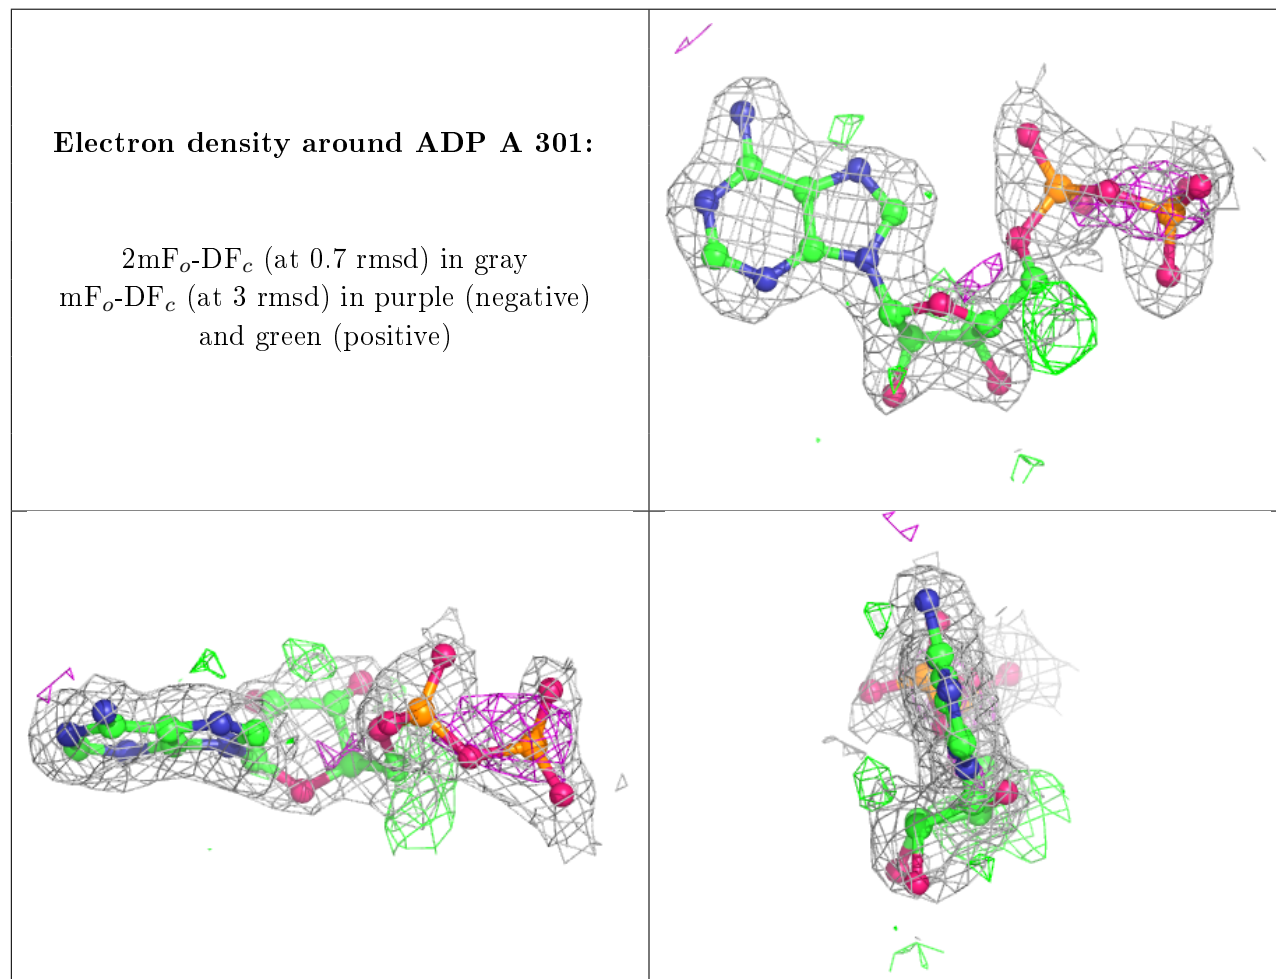 Electron density around ADP A 301:
2mFₒ-DF𝒸 (at 0.7 rmsd) in gray
mFₒ-DF𝒸 (at 3 rmsd) in purple (negative)
and green (positive)